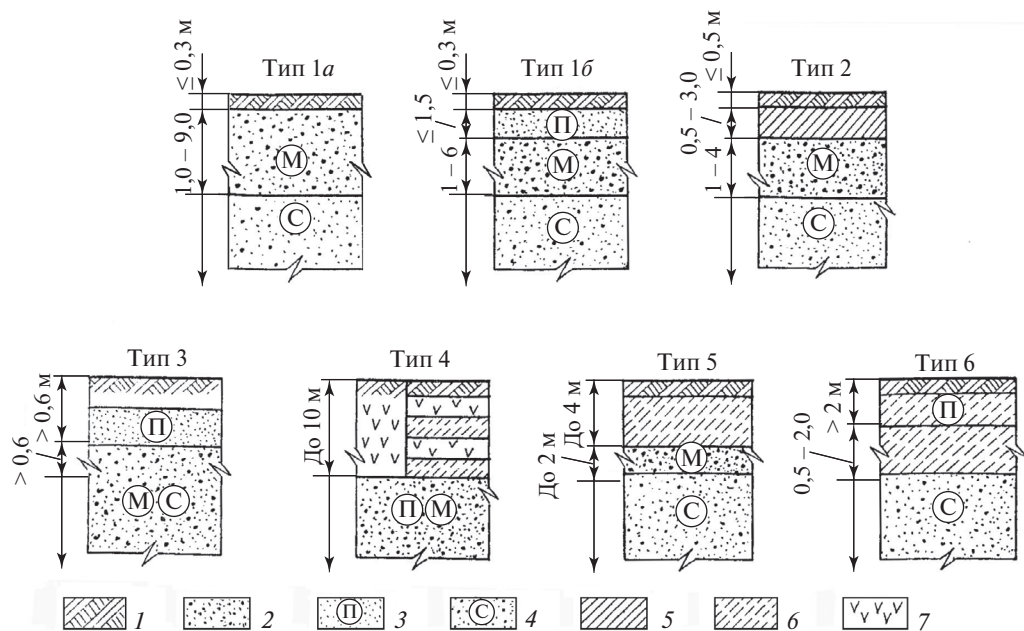 Тип 1а
Тип 1б
Тип 2
≤ 0,3 м
1,0 – 9,0
М
С
≤ 0,3 м
≤ 1,5
1 – 6
П
М
С
≤ 0,5 м
0,5 – 3,0
1 – 4
М
С
Тип 3
Тип 4
Тип 5
Тип 6
> 0,6 м
> 0,6
П
М С
До 10 м
П М
До 4 м
До 2 м
М
С
> 2 м
0,5 – 2,0
П
С
1 2 П 3 С 4 5 6 7